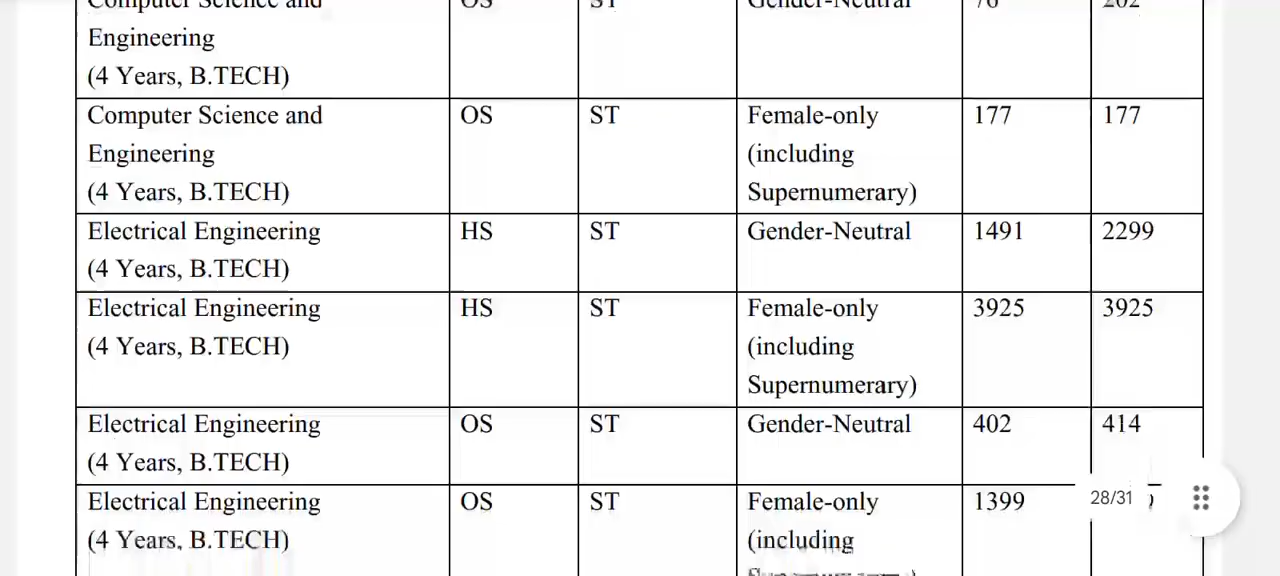 Computer Science and OS ST Gender-Neutral 76 202
Engineering
(4 Years, B.TECH)
Computer Science and OS ST Female-only 177 177
Engineering (including
(4 Years, B.TECH) Supernumerary)
Electrical Engineering HS ST Gender-Neutral 1491 2299
(4 Years, B.TECH)
Electrical Engineering HS ST Female-only 3925 3925
(4 Years, B.TECH) (including
Supernumerary)
Electrical Engineering OS ST Gender-Neutral 402 414
(4 Years, B.TECH)
Electrical Engineering OS ST Female-only 1399
(4 Years, B.TECH) (including
28/31